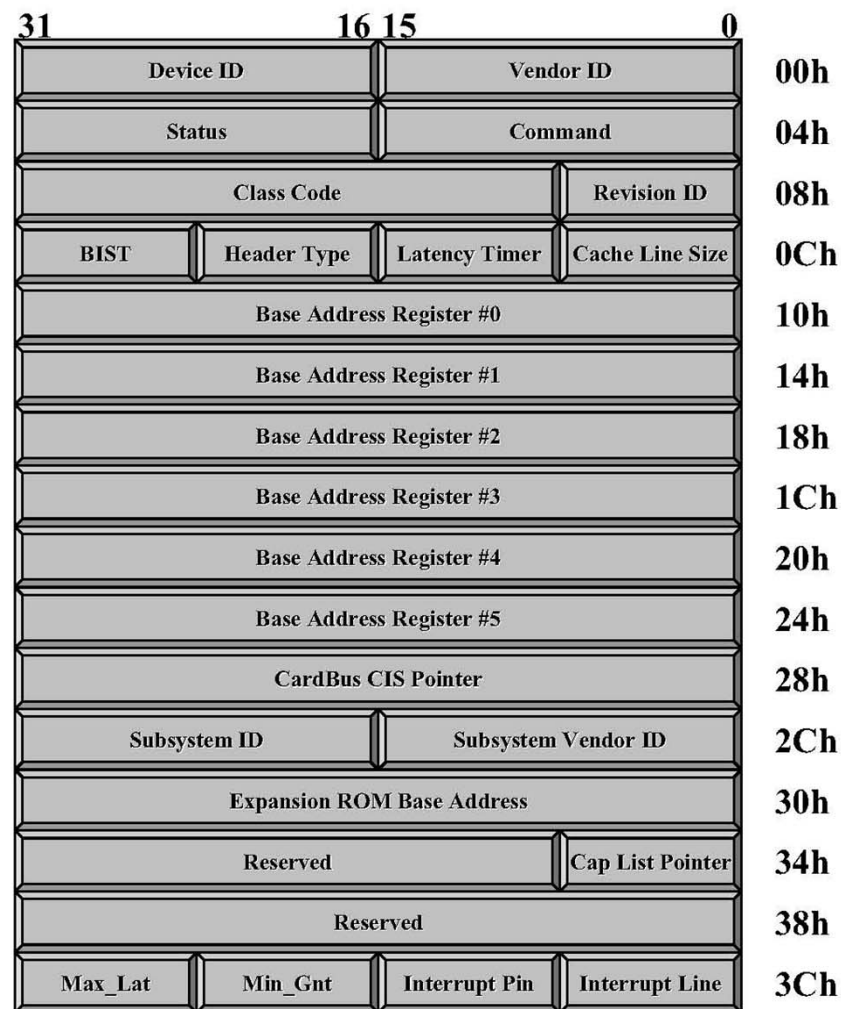 31 16 15 0
Device ID Vendor ID 00h
Status Command 04h
Class Code Revision ID 08h
BIST Header Type Latency Timer Cache Line Size 0Ch
Base Address Register #0 10h
Base Address Register #1 14h
Base Address Register #2 18h
Base Address Register #3 1Ch
Base Address Register #4 20h
Base Address Register #5 24h
CardBus CIS Pointer 28h
Subsystem ID Subsystem Vendor ID 2Ch
Expansion ROM Base Address 30h
Reserved Cap List Pointer 34h
Reserved 38h
Max_Lat Min_Gnt Interrupt Pin Interrupt Line 3Ch